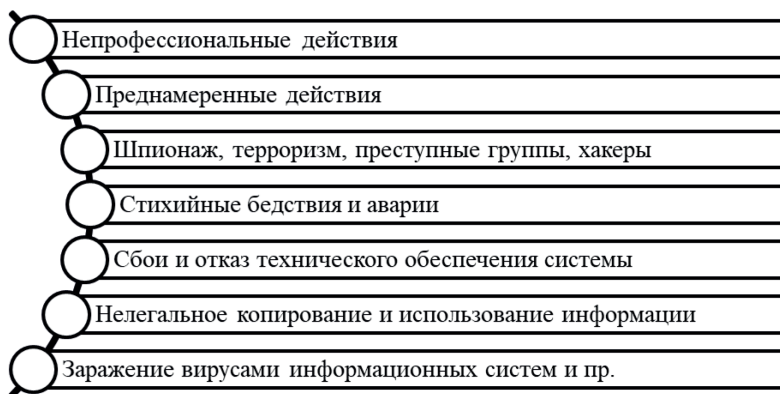 Непрофессиональные действия
Преднамеренные действия
Шпионаж, терроризм, преступные группы, хакеры
Стихийные бедствия и аварии
Сбои и отказ технического обеспечения системы
Нелегальное копирование и использование информации
Заражение вирусами информационных систем и пр.